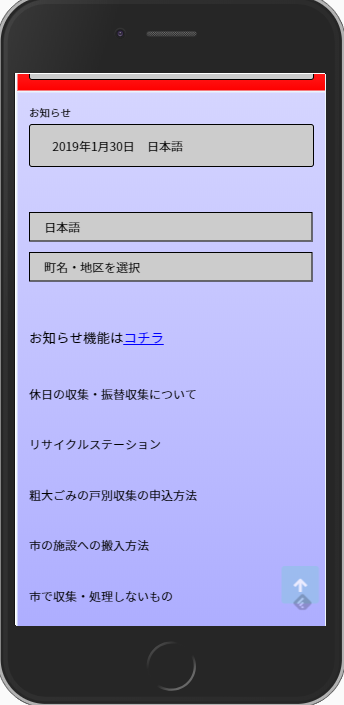 お知らせ
2019年1月30日　日本語
日本語
町名・地区を選択
お知らせ機能はコチラ
休日の収集・振替収集について
リサイクルステーション
粗大ごみの戸別収集の申込方法
市の施設への搬入方法
市で収集・処理しないもの